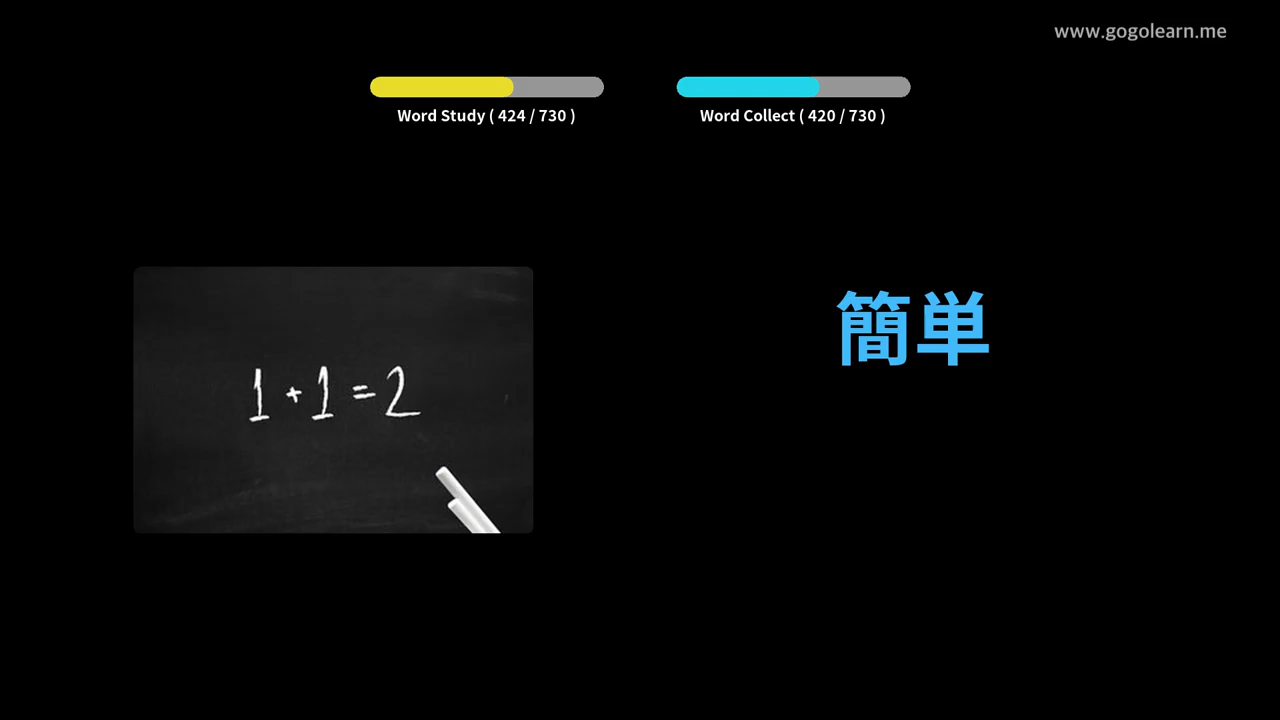 www.gogolearn.me
Word Study ( 424 / 730 )
Word Collect ( 420 / 730 )
簡単
1 + 1 = 2